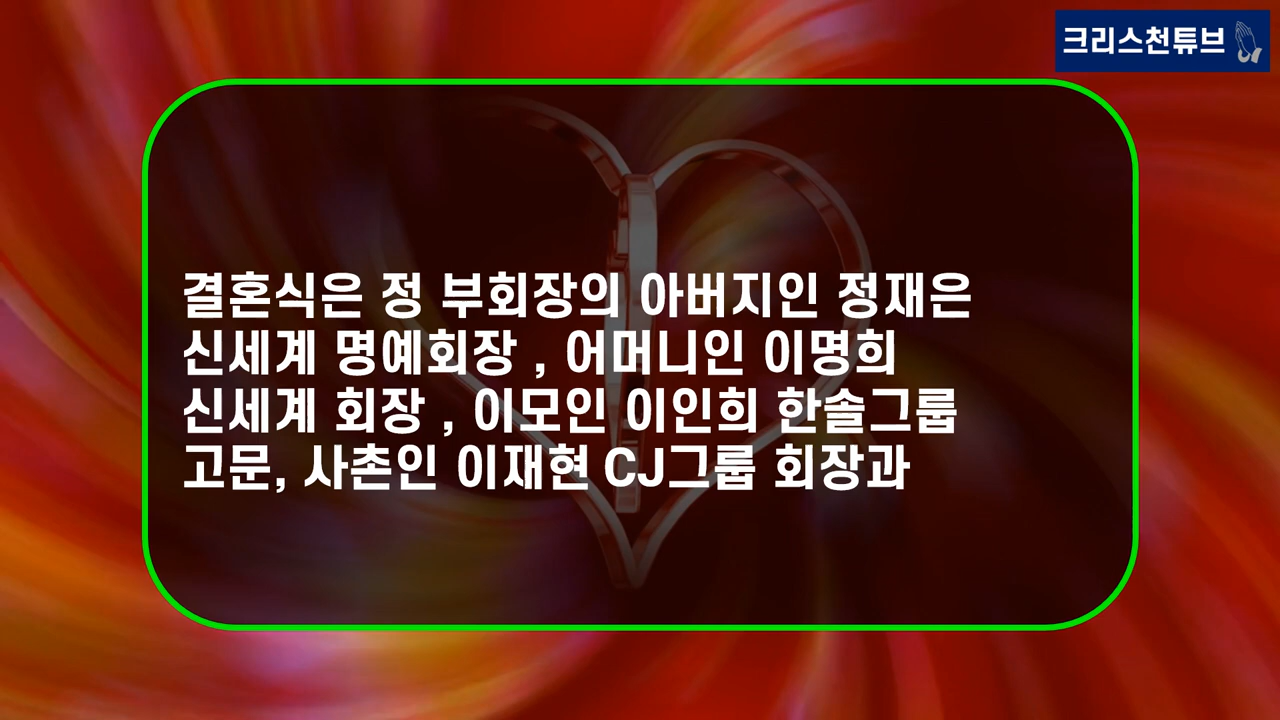 크리스천튜브
결혼식은 정 부회장의 아버지인 정재은
신세계 명예회장 , 어머니인 이명희
신세계 회장 , 이모인 이인희 한솔그룹
고문, 사촌인 이재현 CJ그룹 회장과